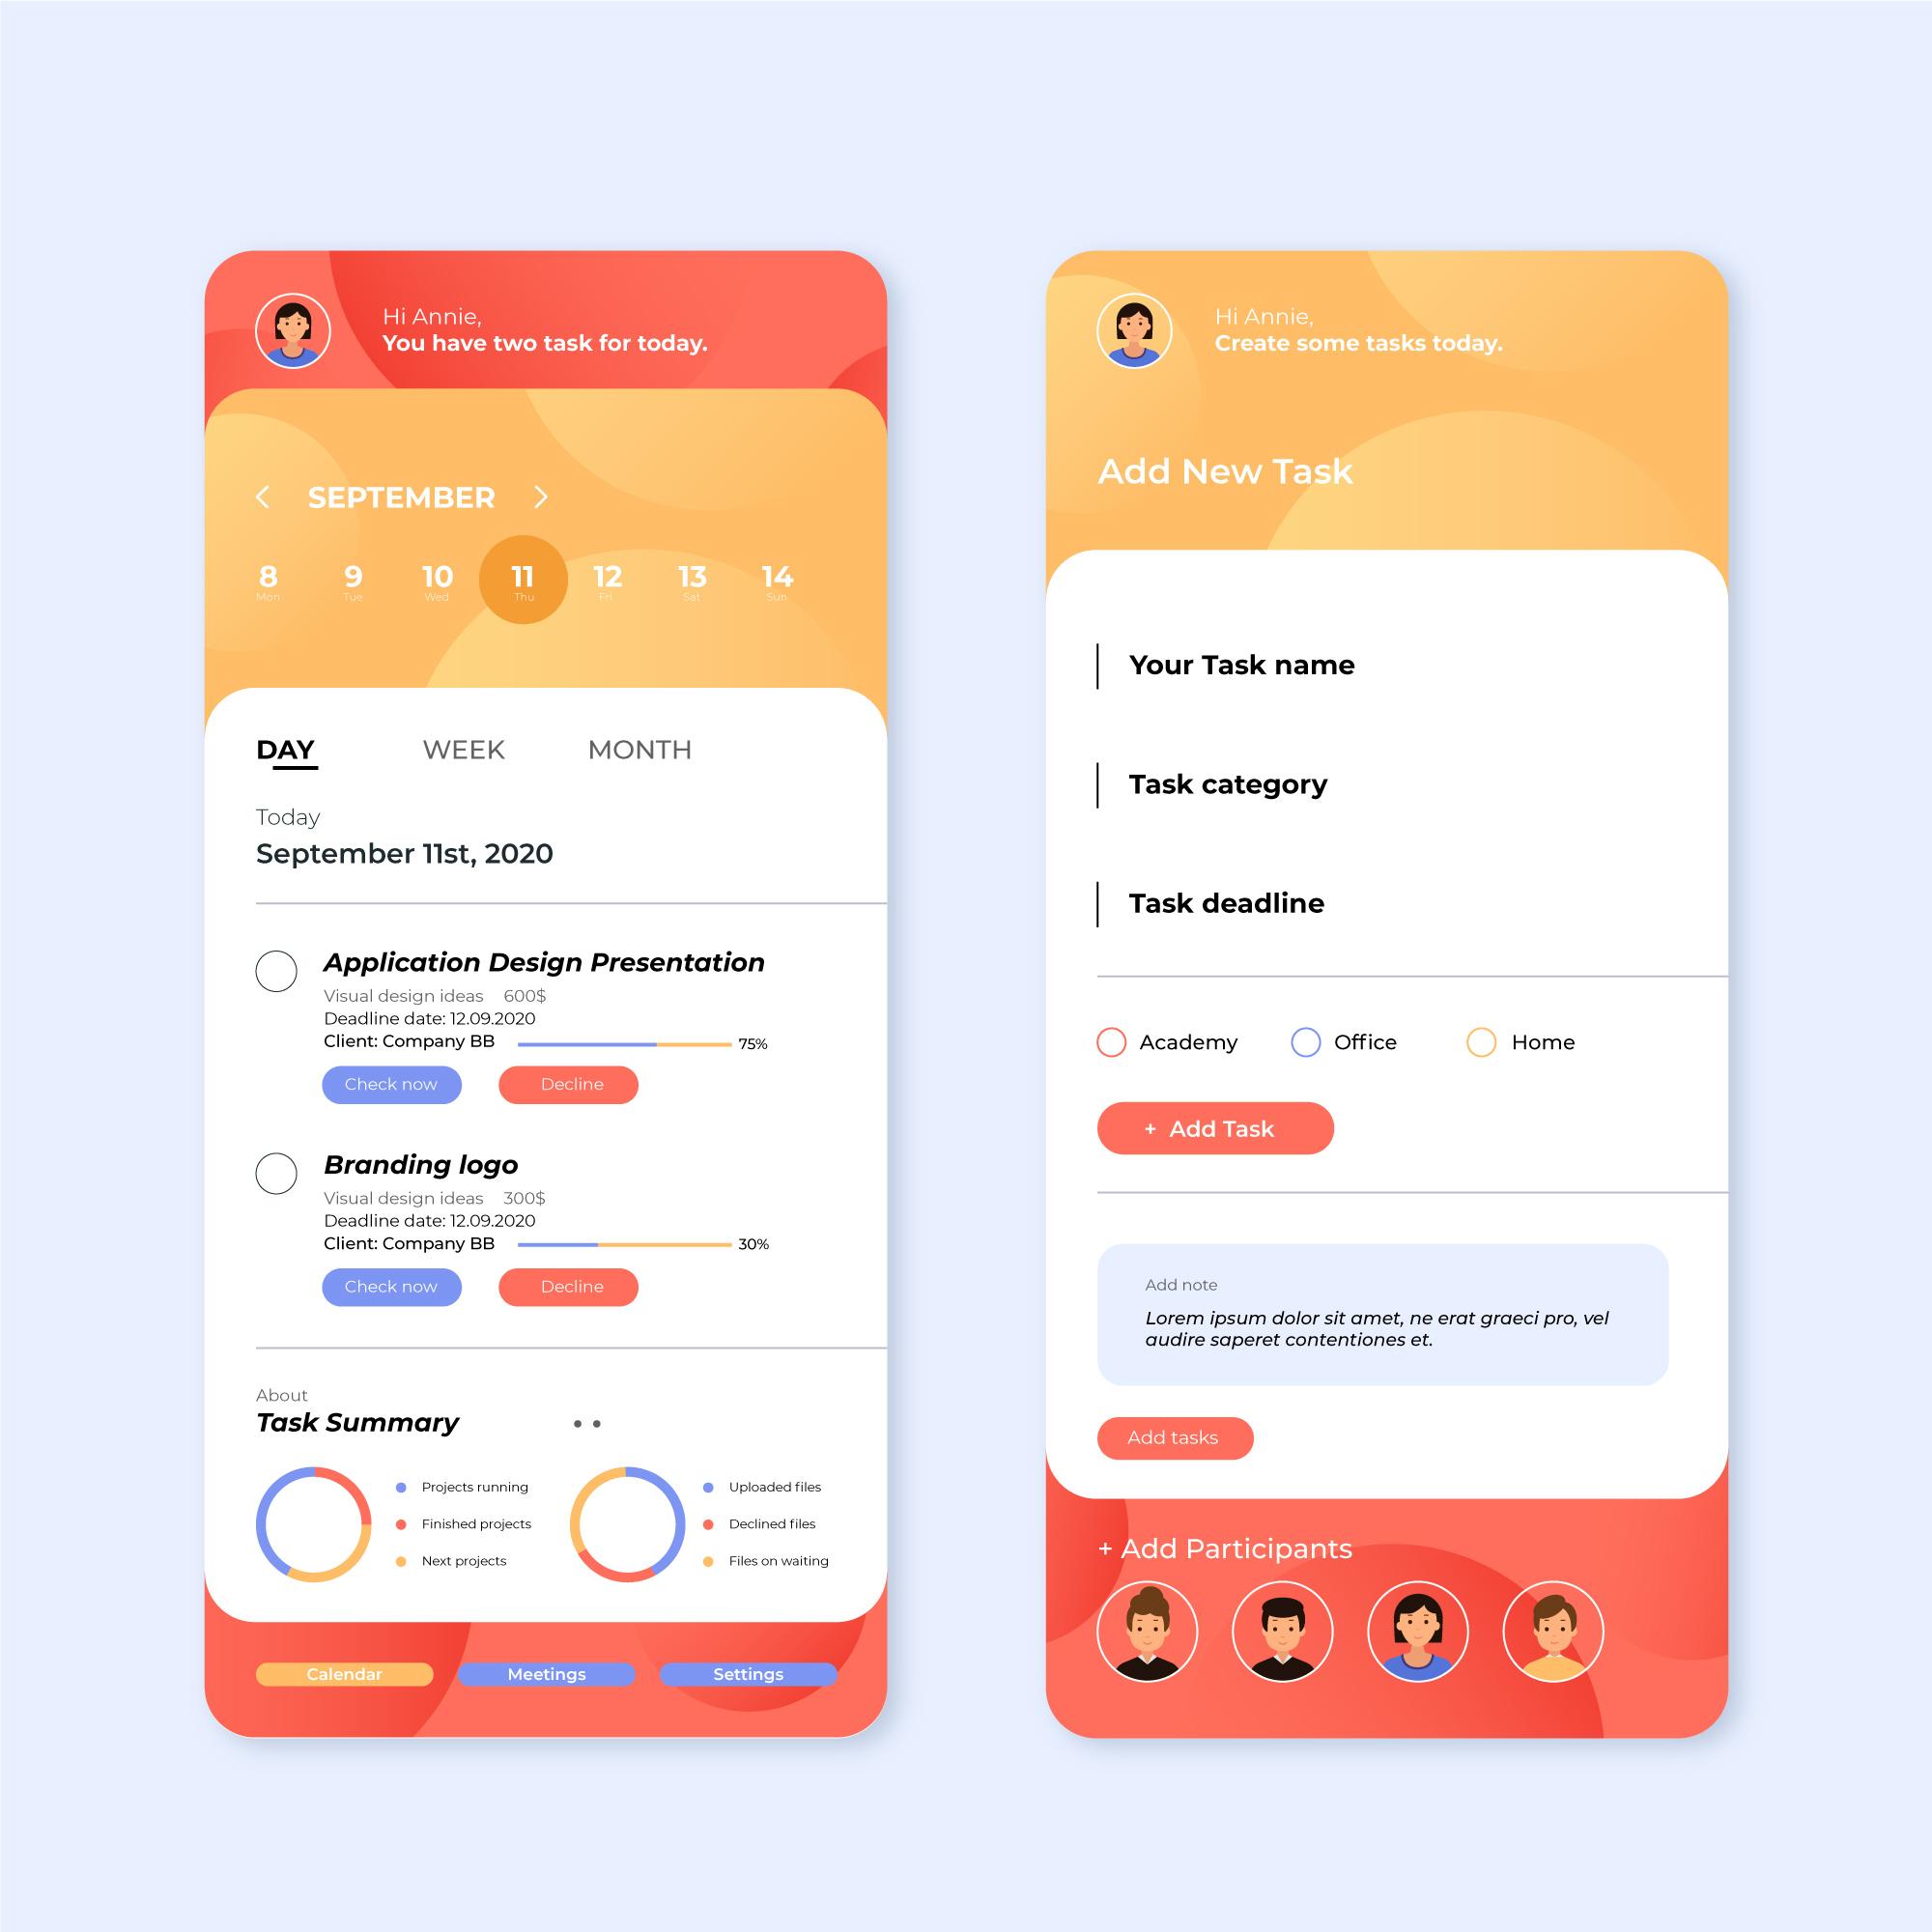 Hi Annie,
You have two task for today.
SEPTEMBER
8 9 10 11 12 13 14
Mon Tue Wed Thu Fri Sat Sun
DAY WEEK MONTH
Today
September 11st, 2020
Application Design Presentation
Visual design ideas 600$
Deadline date: 12.09.2020
Client: Company BB 75%
Check now Decline
Branding logo
Visual design ideas 300$
Deadline date: 12.09.2020
Client: Company BB 30%
Check now Decline
About
Task Summary
Projects running
Finished projects
Next projects
Uploaded files
Declined files
Files on waiting
Calendar Meetings Settings
Hi Annie,
Create some tasks today.
Add New Task
Your Task name
Task category
Task deadline
Academy Office Home
+ Add Task
Add note
Lorem ipsum dolor sit amet, ne erat graeci pro, vel
audire saperet contentiones et.
Add tasks
+ Add Participants